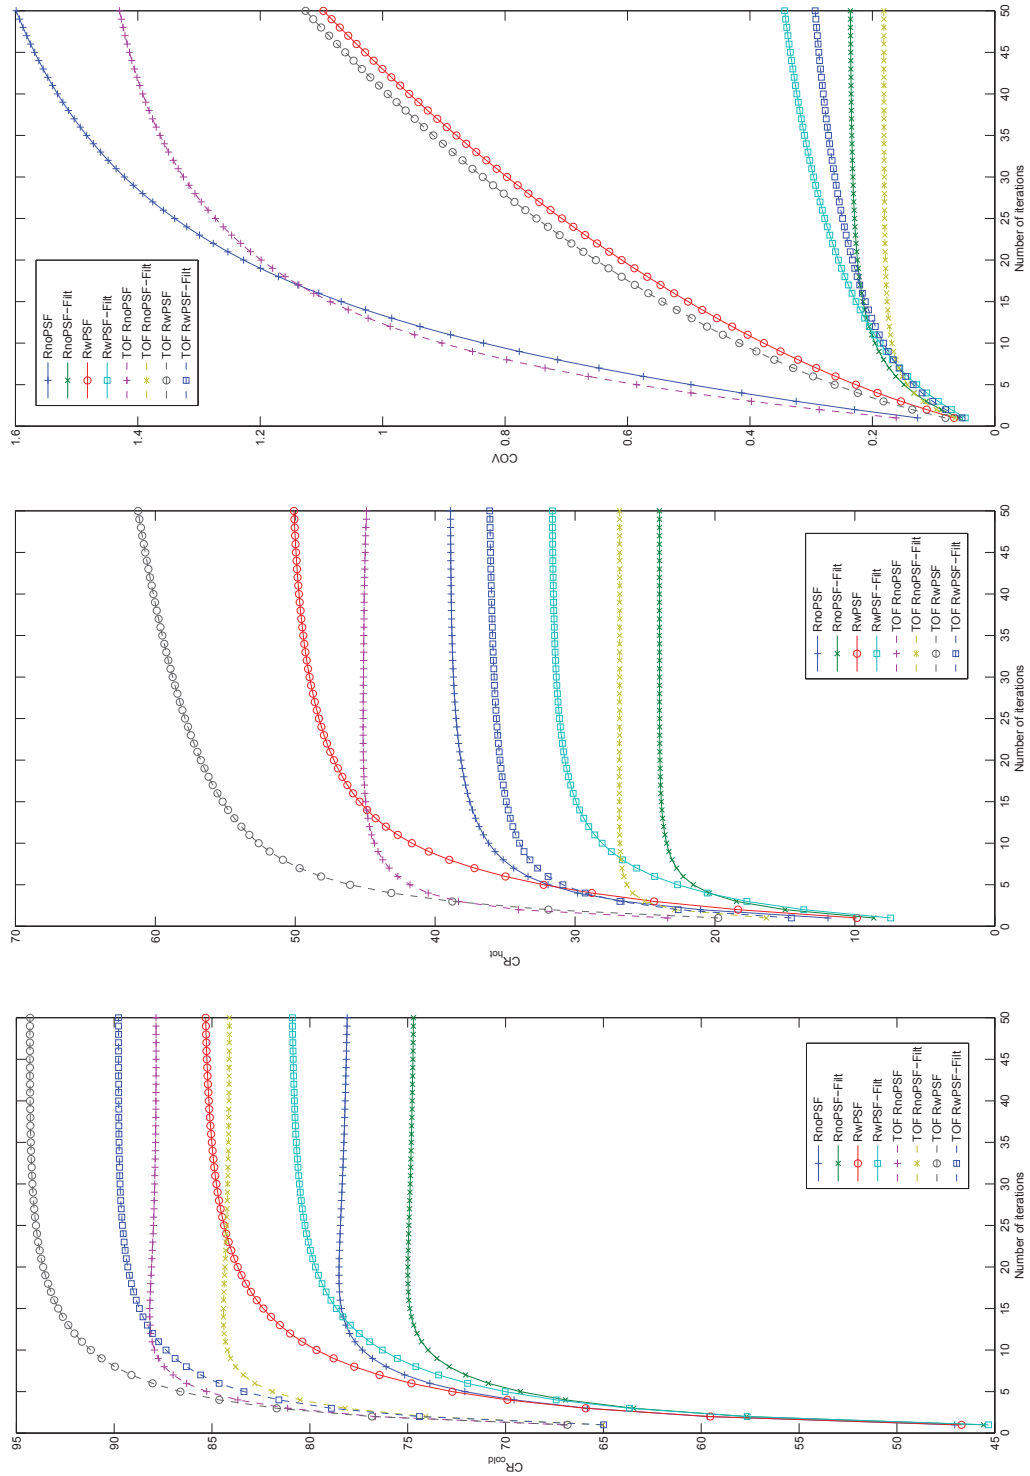 95
90
85
80
75
70
65
60
55
50
45
CRcold
0
5
10
15
20
25
30
35
40
45
50
Number of iterations
RnoPSF
RnoPSF-Filt
RwPSF
RwPSF-Filt
TOF RnoPSF
TOF RnoPSF-Filt
TOF RwPSF
TOF RwPSF-Filt
70
60
50
40
30
20
10
0
CRhot
0
5
10
15
20
25
30
35
40
45
50
Number of iterations
RnoPSF
RnoPSF-Filt
RwPSF
RwPSF-Filt
TOF RnoPSF
TOF RnoPSF-Filt
TOF RwPSF
TOF RwPSF-Filt
1.6
1.4
1.2
1
0.8
0.6
0.4
0.2
0
COV
0
5
10
15
20
25
30
35
40
45
50
Number of iterations
RnoPSF
RnoPSF-Filt
RwPSF
RwPSF-Filt
TOF RnoPSF
TOF RnoPSF-Filt
TOF RwPSF
TOF RwPSF-Filt